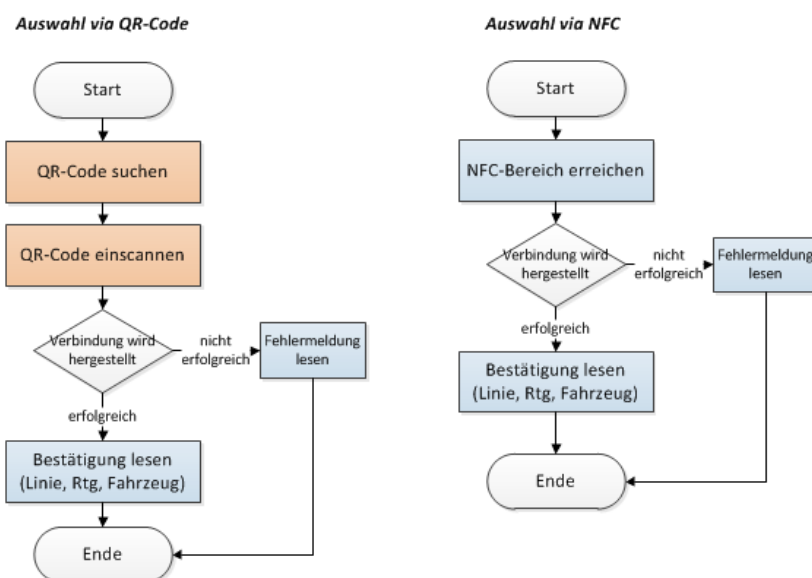 Auswahl via QR-Code
Start
QR-Code suchen
QR-Code einscannen
Verbindung wird
hergestellt
nicht
erfolgreich
Fehlermeldung
lesen
erfolgreich
Bestätigung lesen
(Linie, Rtg, Fahrzeug)
Ende
Auswahl via NFC
Start
NFC-Bereich erreichen
Verbindung wird
hergestellt
nicht
erfolgreich
Fehlermeldung
lesen
erfolgreich
Bestätigung lesen
(Linie, Rtg, Fahrzeug)
Ende